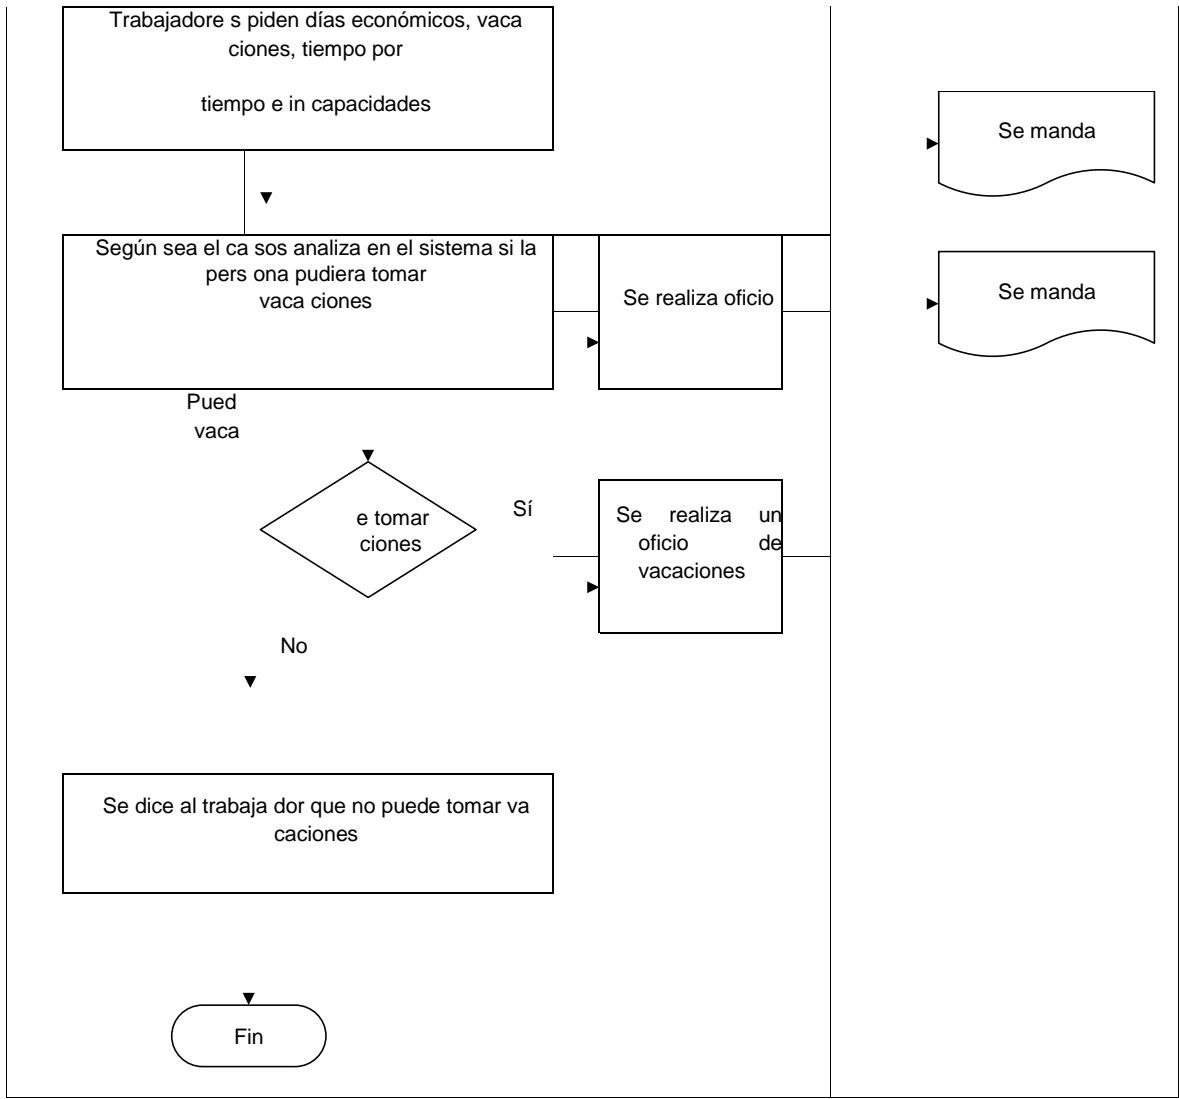 Trabajadore s piden días económicos, vaca
ciones, tiempo por
tiempo e in capacidades
Se manda
Según sea el ca sos analiza en el sistema si la
pers ona pudiera tomar
vaca ciones
Se realiza oficio
Se manda
Pued
vaca
e tomar
ciones
Sí
Se realiza un
oficio de
vacaciones
No
Se dice al trabaja dor que no puede tomar va
caciones
Fin